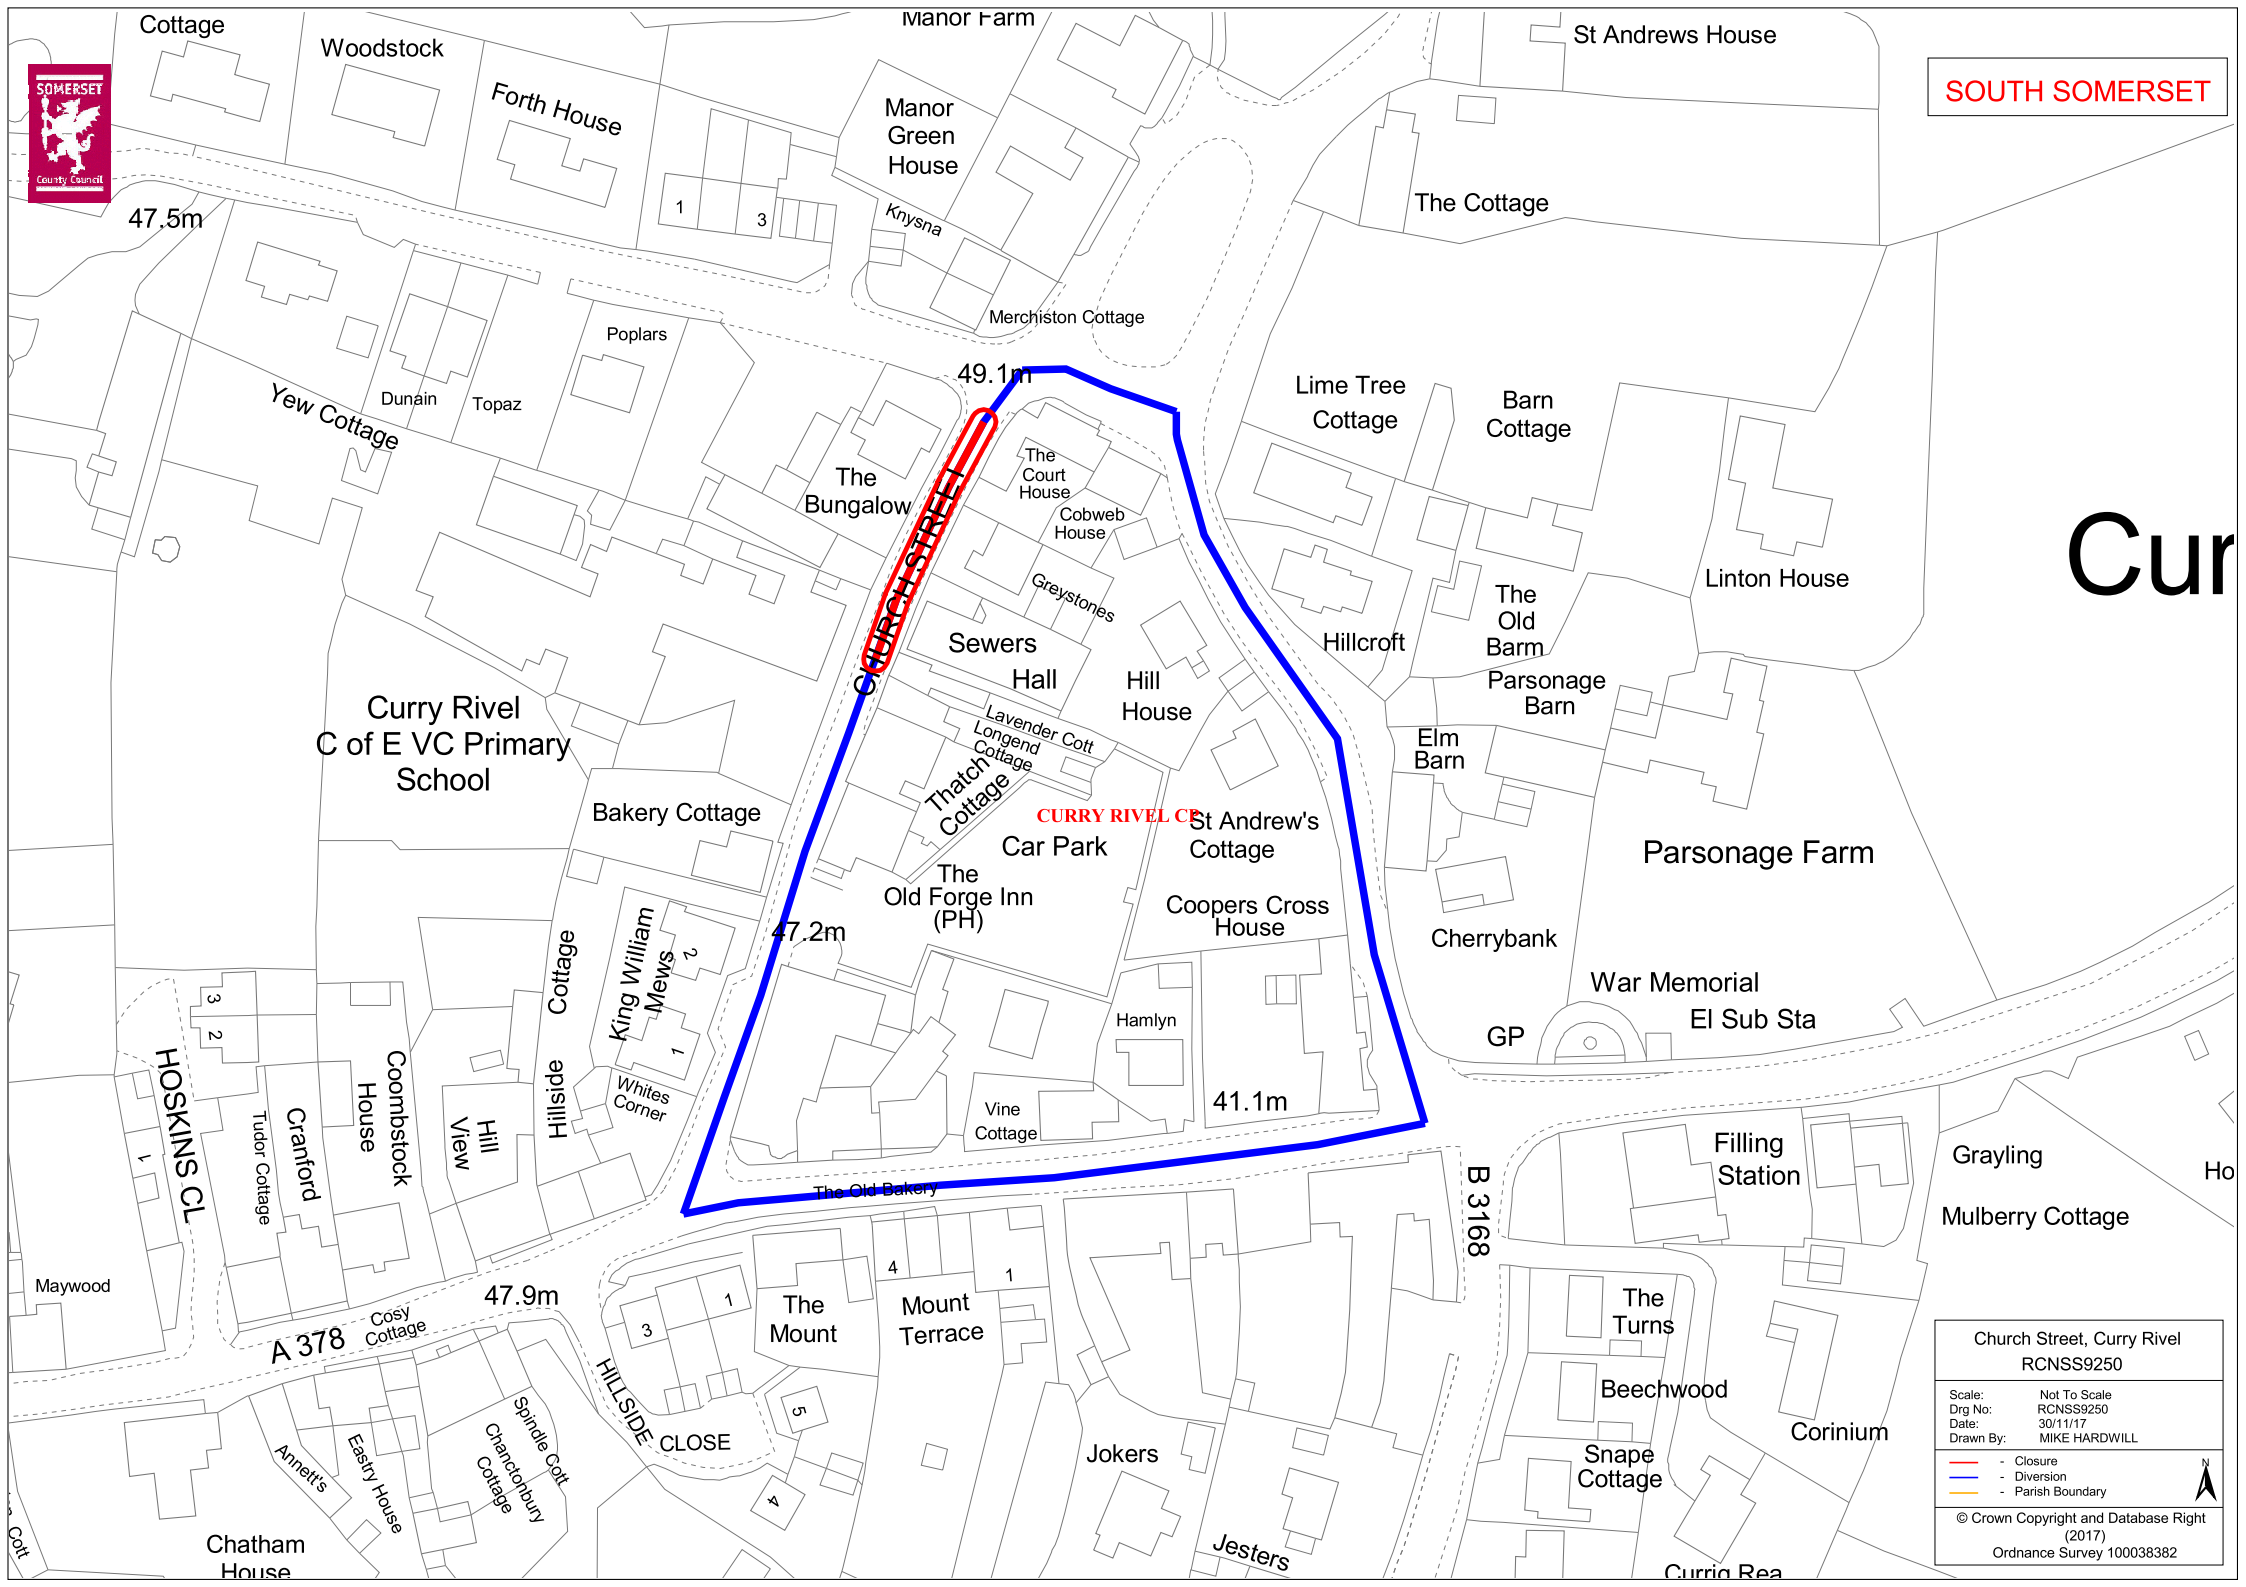 Cottage
Woodstock
Manor Farm
St Andrews House
SOUTH SOMERSET
SOMERSET
County Council
Forth House
Manor
Green
House
47.5m
1
3
Knysna
The Cottage
Merchiston Cottage
Poplars
49.1m
Yew Cottage
Dunain
Topaz
Lime Tree
Cottage
Barn
Cottage
The
Bungalow
The
Court
House
Cobweb
House
CHURCH STREET
Greystones
Cur
Linton House
The
Old
Barm
Hillcroft
Sewers
Hall
Hill
House
Parsonage
Barn
Curry Rivel
C of E VC Primary
School
Lavender Cott
Longend
Cottage
Thatch
Cottage
Elm
Barn
Bakery Cottage
CURRY RIVEL CP
St Andrew's
Cottage
Car Park
Parsonage Farm
The
Old Forge Inn
(PH)
Coopers Cross
House
47.2m
Cherrybank
King William
Mews
2
1
Cottage
Hillside
War Memorial
El Sub Sta
GP
3
2
Hamlyn
HOSKINS CL
1
Tudor Cottage
Cranford
Coombstock
House
Hill
View
Whites
Corner
Vine
Cottage
41.1m
Filling
Station
Grayling
Ho
The Old Bakery
B 3168
Mulberry Cottage
Maywood
47.9m
A 378
Cosy
Cottage
3
1
The
Mount
4
1
Mount
Terrace
The
Turns
Beechwood
HILLSIDE
CLOSE
5
4
Spindle Cott
Chanctonbury
Cottage
Eastry House
Annett's
Cott
Chatham
House
Jokers
Jesters
Snape
Cottage
Corinium
Currig Rea
Church Street, Curry Rivel
RCNSS9250
Scale: Not To Scale
Drg No: RCNSS9250
Date: 30/11/17
Drawn By: MIKE HARDWILL
- Closure
- Diversion
- Parish Boundary
N
© Crown Copyright and Database Right
(2017)
Ordnance Survey 100038382